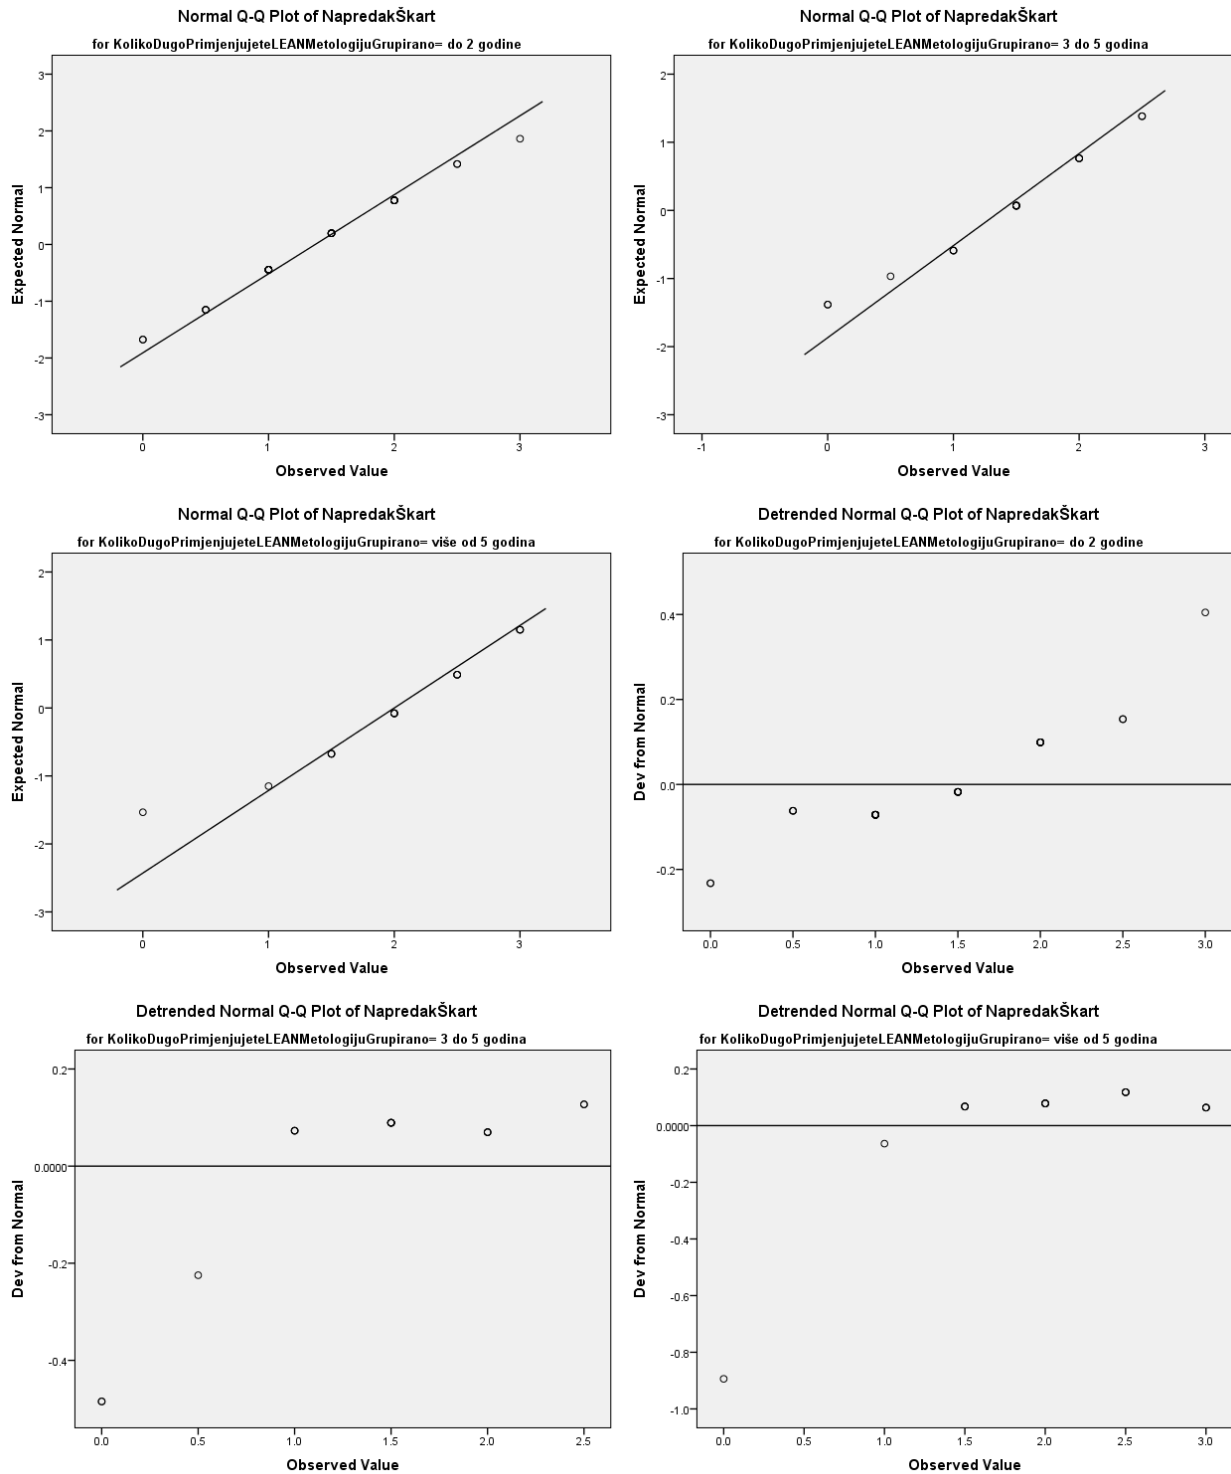 Normal Q-Q Plot of NapredakŠkart
for KolikoDugoPrimjenjujeteLEANMetologijuGrupirano= do 2 godine
3
2
1
0
-1
-2
-3
Expected Normal
0
1
2
3
Observed Value
Normal Q-Q Plot of NapredakŠkart
for KolikoDugoPrimjenjujeteLEANMetologijuGrupirano= 3 do 5 godina
2
1
0
-1
-2
-3
Expected Normal
-1
0
1
2
3
Observed Value
Normal Q-Q Plot of NapredakŠkart
for KolikoDugoPrimjenjujeteLEANMetologijuGrupirano= više od 5 godina
2
1
0
-1
-2
-3
Expected Normal
0
1
2
3
Observed Value
Detrended Normal Q-Q Plot of NapredakŠkart
for KolikoDugoPrimjenjujeteLEANMetologijuGrupirano= do 2 godine
0.4
0.2
0.0
-0.2
Dev from Normal
0.0
0.5
1.0
1.5
2.0
2.5
3.0
Observed Value
Detrended Normal Q-Q Plot of NapredakŠkart
for KolikoDugoPrimjenjujeteLEANMetologijuGrupirano= 3 do 5 godina
0.2
0.0000
-0.2
-0.4
Dev from Normal
0.0
0.5
1.0
1.5
2.0
2.5
Observed Value
Detrended Normal Q-Q Plot of NapredakŠkart
for KolikoDugoPrimjenjujeteLEANMetologijuGrupirano= više od 5 godina
0.2
0.0000
-0.2
-0.4
-0.6
-0.8
-1.0
Dev from Normal
0.0
0.5
1.0
1.5
2.0
2.5
3.0
Observed Value